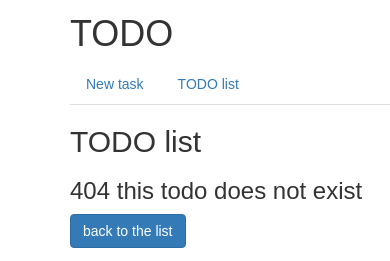 TODO
New task TODO list
TODO list
404 this todo does not exist
back to the list